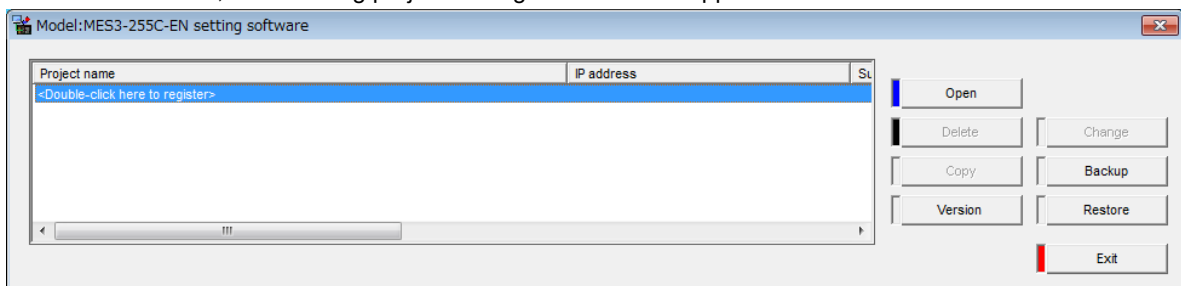 Model:MES3-255C-EN setting software
Project name IP address Su
<Double-click here to register>
Open
Delete Change
Copy Backup
Version Restore
Exit